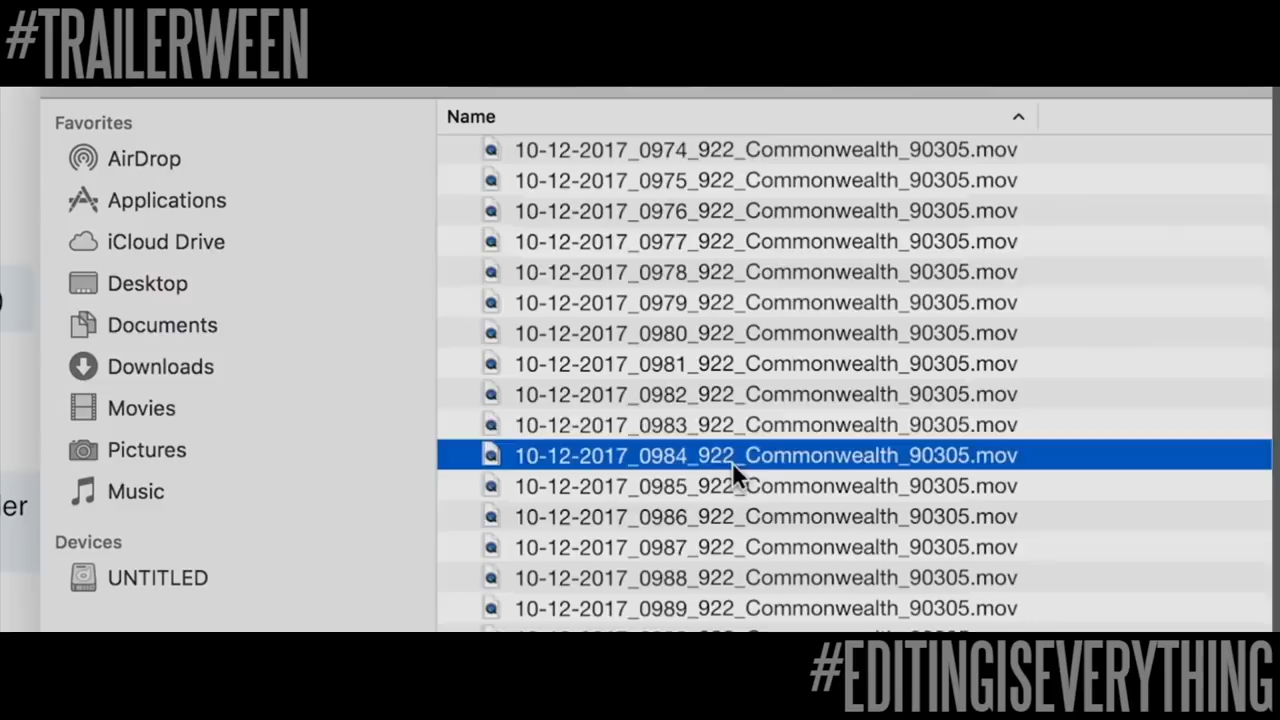 #TRAILERWEEN
Favorites
AirDrop
Applications
iCloud Drive
Desktop
Documents
Downloads
Movies
Pictures
Music
Devices
UNTITLED
Name
10-12-2017_0974_922_Commonwealth_90305.mov
10-12-2017_0975_922_Commonwealth_90305.mov
10-12-2017_0976_922_Commonwealth_90305.mov
10-12-2017_0977_922_Commonwealth_90305.mov
10-12-2017_0978_922_Commonwealth_90305.mov
10-12-2017_0979_922_Commonwealth_90305.mov
10-12-2017_0980_922_Commonwealth_90305.mov
10-12-2017_0981_922_Commonwealth_90305.mov
10-12-2017_0982_922_Commonwealth_90305.mov
10-12-2017_0983_922_Commonwealth_90305.mov
10-12-2017_0984_922_Commonwealth_90305.mov
10-12-2017_0985_922_Commonwealth_90305.mov
10-12-2017_0986_922_Commonwealth_90305.mov
10-12-2017_0987_922_Commonwealth_90305.mov
10-12-2017_0988_922_Commonwealth_90305.mov
10-12-2017_0989_922_Commonwealth_90305.mov
#EDITINGISEVERYTHING